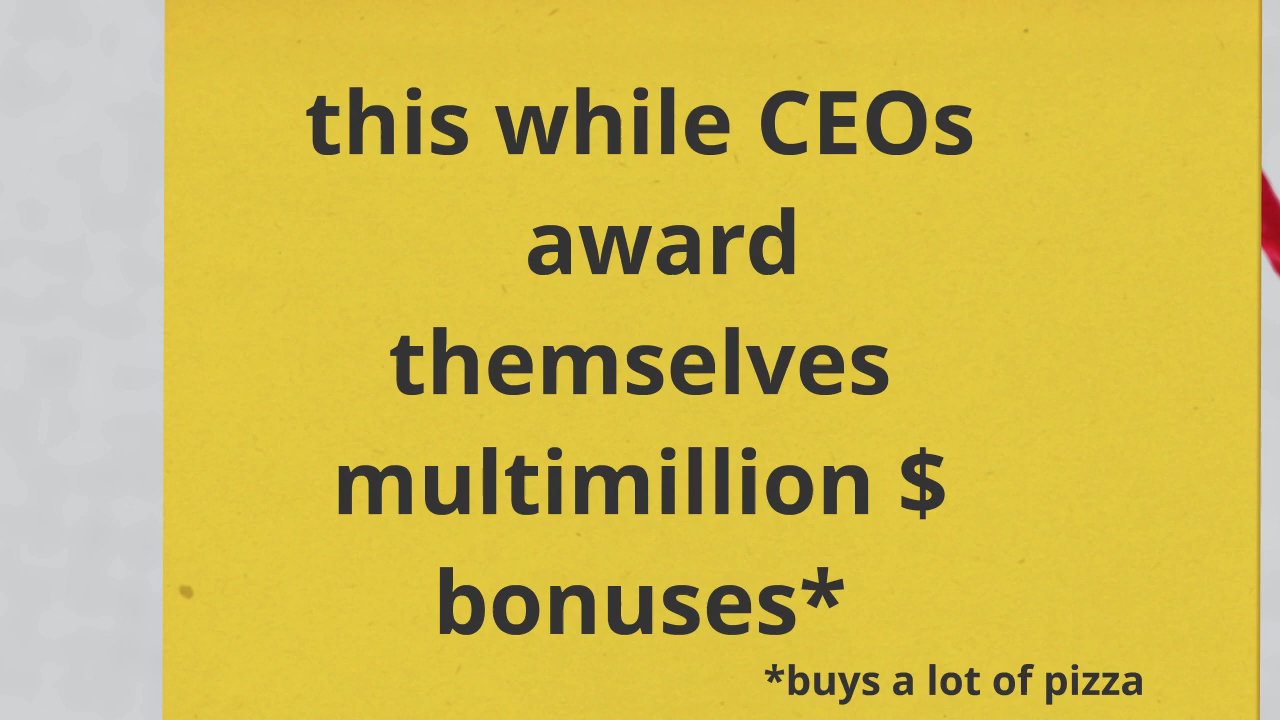 this while CEOs
award
themselves
multimillion $
bonuses*
*buys a lot of pizza